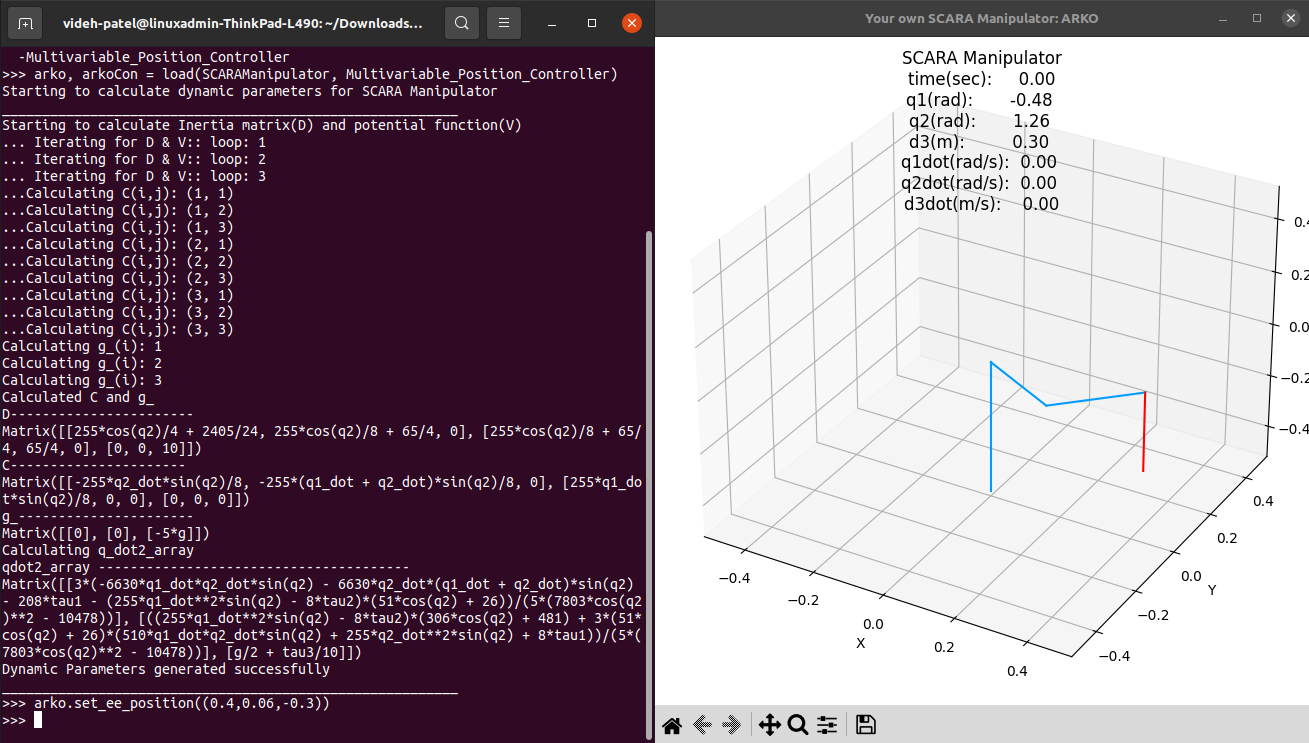 videh-patel@linuxadmin-ThinkPad-L490: ~/Downloads...
-Multivariable_Position_Controller
>>> arko, arkoCon = load(SCARAManipulator, Multivariable_Position_Controller)
Starting to calculate dynamic parameters for SCARA Manipulator
_________________________________________________________
Starting to calculate Inertia matrix(D) and potential function(V)
... Iterating for D & V:: loop: 1
... Iterating for D & V:: loop: 2
... Iterating for D & V:: loop: 3
...Calculating C(i,j): (1, 1)
...Calculating C(i,j): (1, 2)
...Calculating C(i,j): (1, 3)
...Calculating C(i,j): (2, 1)
...Calculating C(i,j): (2, 2)
...Calculating C(i,j): (2, 3)
...Calculating C(i,j): (3, 1)
...Calculating C(i,j): (3, 2)
...Calculating C(i,j): (3, 3)
Calculating g_(i): 1
Calculating g_(i): 2
Calculating g_(i): 3
Calculated C and g_
D-----------------------
Matrix([[255*cos(q2)/4 + 2405/24, 255*cos(q2)/8 + 65/4, 0], [255*cos(q2)/8 + 65/
4, 65/4, 0], [0, 0, 10]])
C----------------------
Matrix([[-255*q2_dot*sin(q2)/8, -255*(q1_dot + q2_dot)*sin(q2)/8, 0], [255*q1_do
t*sin(q2)/8, 0, 0], [0, 0, 0]])
g_----------------------
Matrix([[0], [0], [-5*g]])
Calculating q_dot2_array
qdot2_array ---------------------------------------
Matrix([[3*(-6630*q1_dot*q2_dot*sin(q2) - 6630*q2_dot*(q1_dot + q2_dot)*sin(q2)
- 208*tau1 - (255*q1_dot**2*sin(q2) - 8*tau2)*(51*cos(q2) + 26))/(5*(7803*cos(q2
)**2 - 10478))], [((255*q1_dot**2*sin(q2) - 8*tau2)*(306*cos(q2) + 481) + 3*(51*
cos(q2) + 26)*(510*q1_dot*q2_dot*sin(q2) + 255*q2_dot**2*sin(q2) + 8*tau1))/(5*(
7803*cos(q2)**2 - 10478))], [g/2 + tau3/10]])
Dynamic Parameters generated successfully
_________________________________________________________
>>> arko.set_ee_position((0.4,0.06,-0.3))
>>>
Your own SCARA Manipulator: ARKO
SCARA Manipulator
time(sec): 0.00
q1(rad): -0.48
q2(rad): 1.26
d3(m): 0.30
q1dot(rad/s): 0.00
q2dot(rad/s): 0.00
d3dot(m/s): 0.00
0.4
0.2
0.0
−0.2
−0.4
0.4
0.2
0.0
Y
−0.2
−0.4
−0.4
−0.2
0.0
X
0.2
0.4